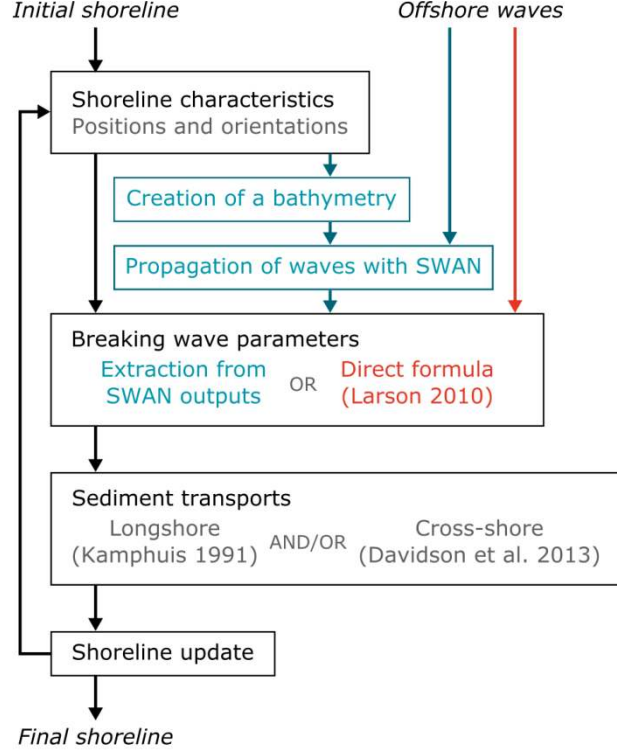 Initial shoreline
Offshore waves
Shoreline characteristics
Positions and orientations
Creation of a bathymetry
Propagation of waves with SWAN
Breaking wave parameters
Extraction from
SWAN outputs
OR
Direct formula
(Larson 2010)
Sediment transports
Longshore
(Kamphuis 1991)
AND/OR
Cross-shore
(Davidson et al. 2013)
Shoreline update
Final shoreline